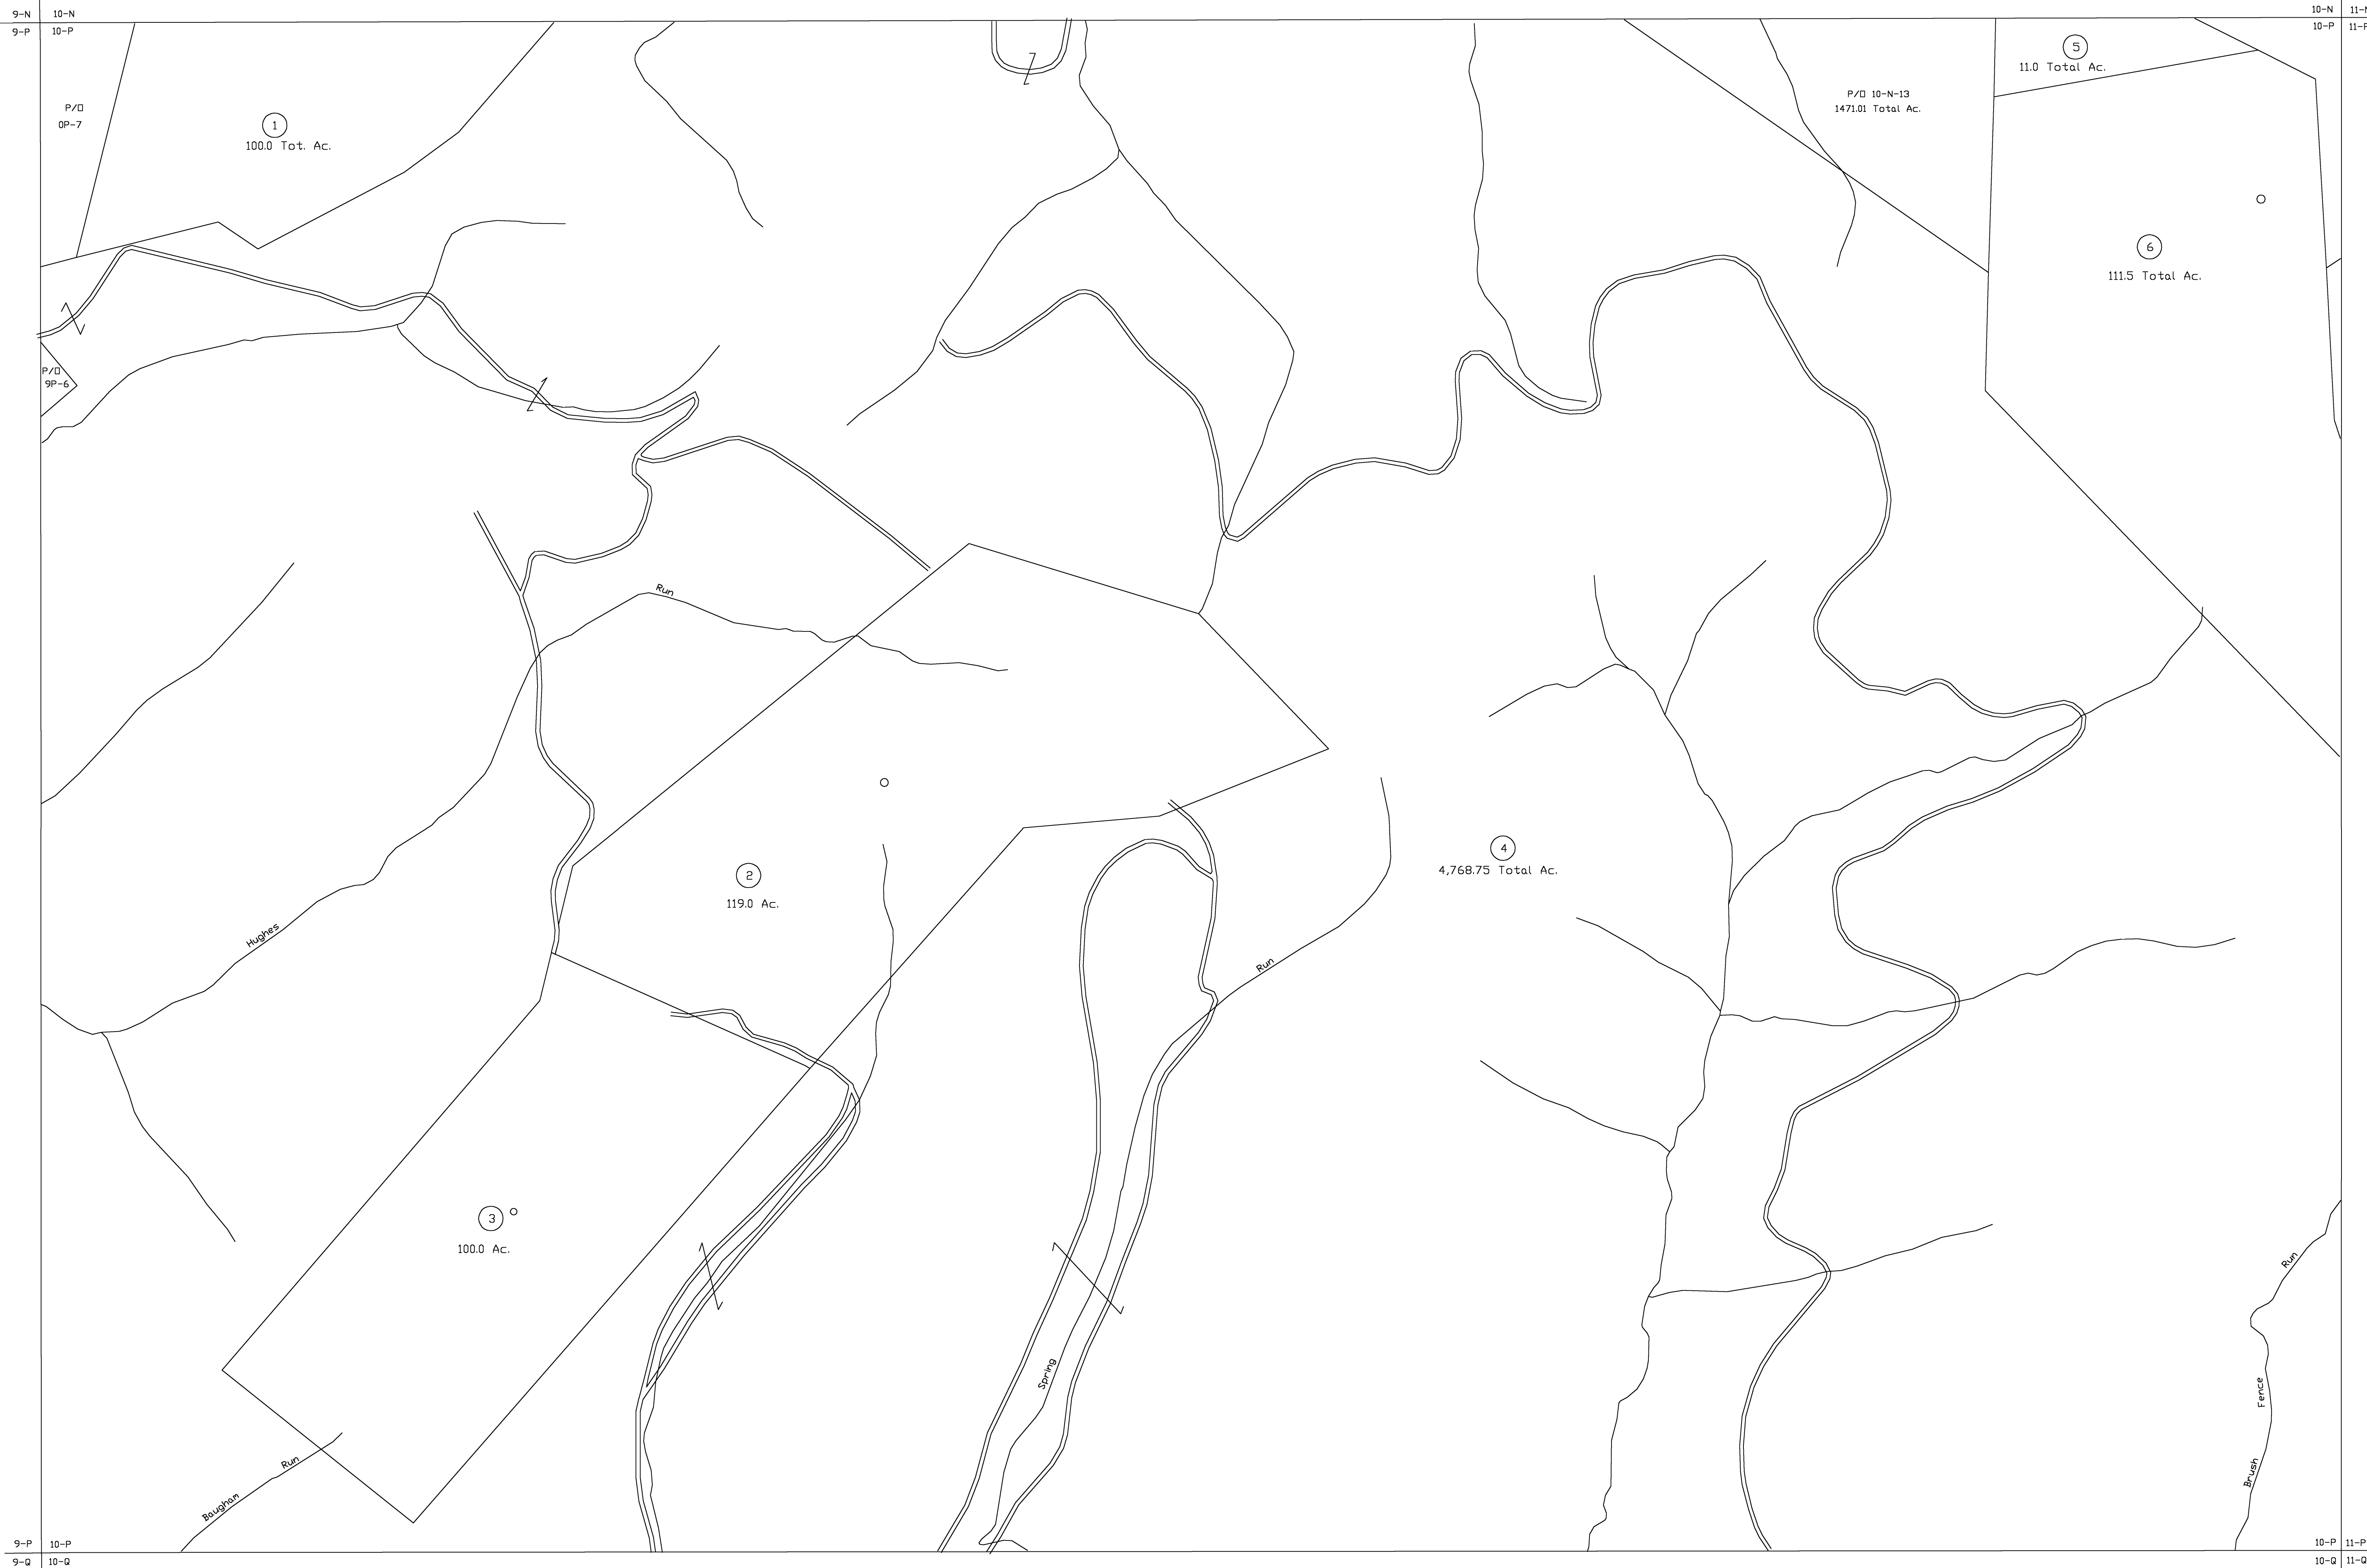 9-N 10-N 10-N 11-N
9-P 10-P 10-P 11-P
5
11.0 Total Ac.
P/O 10-N-13
1471.01 Total Ac.
P/O
0P-7
1
100.0 Tot. Ac.
6
111.5 Total Ac.
P/O
9P-6
Run
2
119.0 Ac.
4
4,768.75 Total Ac.
Hughes
Run
3
100.0 Ac.
Run
Spring
Fence
Run
Brush
Baughan
9-P 10-P 10-P 11-P
9-Q 10-Q 10-Q 11-Q